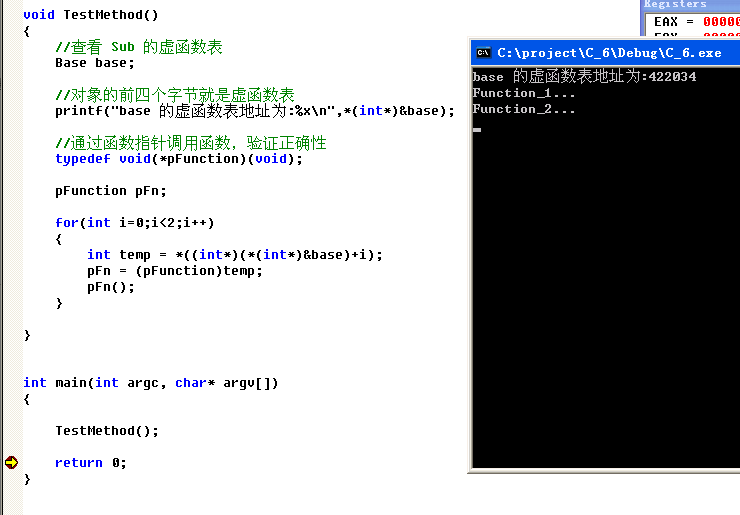 void TestMethod()
{
//查看 Sub 的虚函数表
Base base;
//对象的前四个字节就是虚函数表
printf("base 的虚函数表地址为:%x\n",*(int*)&base);
//通过函数指针调用函数，验证正确性
typedef void(*pFunction)(void);
pFunction pFn;
for(int i=0;i<2;i++)
{
int temp = *((int*)(*(int*)&base)+i);
pFn = (pFunction)temp;
pFn();
}
}
int main(int argc, char* argv[])
{
TestMethod();
return 0;
}
Registers
EAX = 00000
C:\project\C_6\Debug\C_6.exe
base 的虚函数表地址为:422034
Function_1...
Function_2...